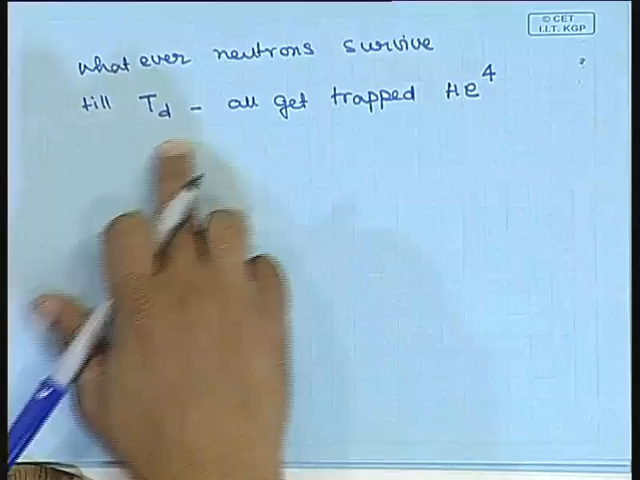 © CET
I.I.T. KGP
what ever neutrons survive
till Td - all get trapped He⁴